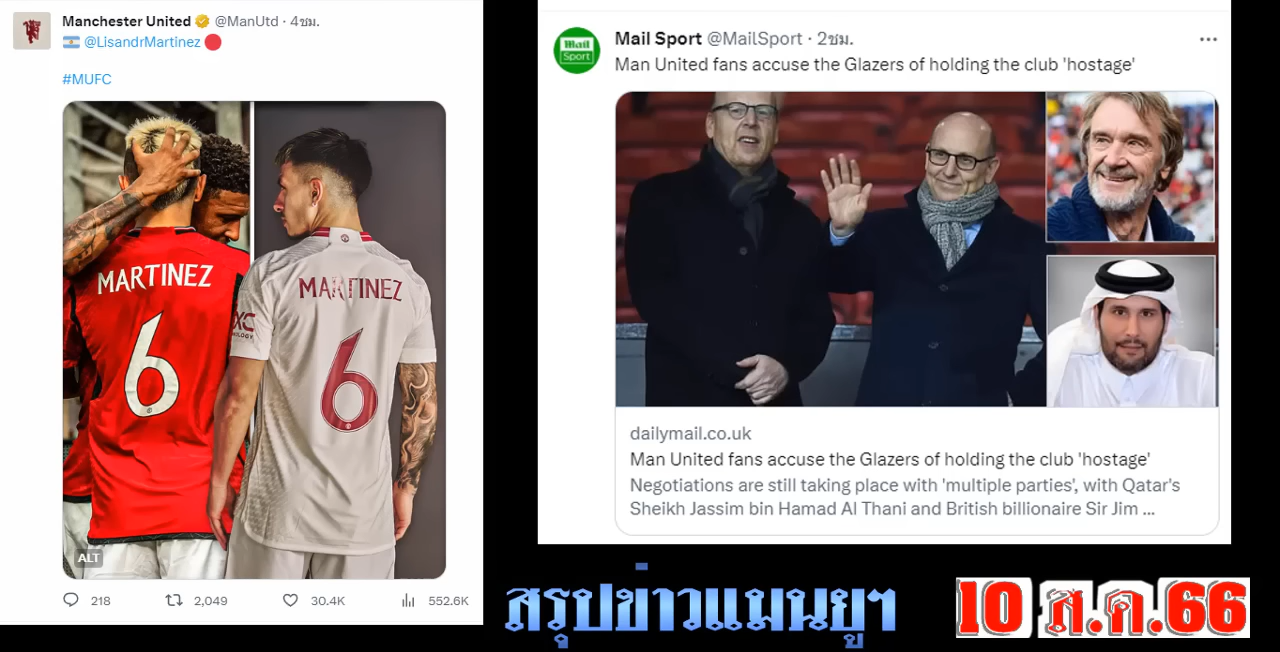 Manchester United @ManUtd · 4ชม.
@LisandrMartinez
#MUFC
MARTINEZ
6
MARTINEZ
6
ALT
218 2,049 30.4K 552.6K
Mail Sport
Mail Sport @MailSport · 2ชม.
Man United fans accuse the Glazers of holding the club 'hostage'
dailymail.co.uk
Man United fans accuse the Glazers of holding the club 'hostage'
Negotiations are still taking place with 'multiple parties', with Qatar's
Sheikh Jassim bin Hamad Al Thani and British billionaire Sir Jim ...
สรุปข่าวแมนยูฯ
10 ส.ค.66